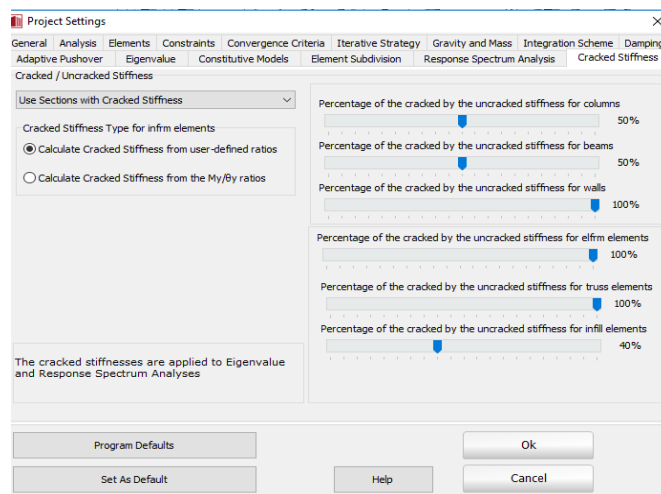 Project Settings
General Analysis Elements Constraints Convergence Criteria Iterative Strategy Gravity and Mass Integration Scheme Damping
Adaptive Pushover Eigenvalue Constitutive Models Element Subdivision Response Spectrum Analysis Cracked Stiffness
Cracked / Uncracked Stiffness
Use Sections with Cracked Stiffness
Cracked Stiffness Type for infrm elements
Calculate Cracked Stiffness from user-defined ratios
Calculate Cracked Stiffness from the My/θy ratios
Percentage of the cracked by the uncracked stiffness for columns
50%
Percentage of the cracked by the uncracked stiffness for beams
50%
Percentage of the cracked by the uncracked stiffness for walls
100%
Percentage of the cracked by the uncracked stiffness for elfrm elements
100%
Percentage of the cracked by the uncracked stiffness for truss elements
100%
Percentage of the cracked by the uncracked stiffness for infill elements
40%
The cracked stiffnesses are applied to Eigenvalue
and Response Spectrum Analyses
Program Defaults
Ok
Set As Default
Help
Cancel